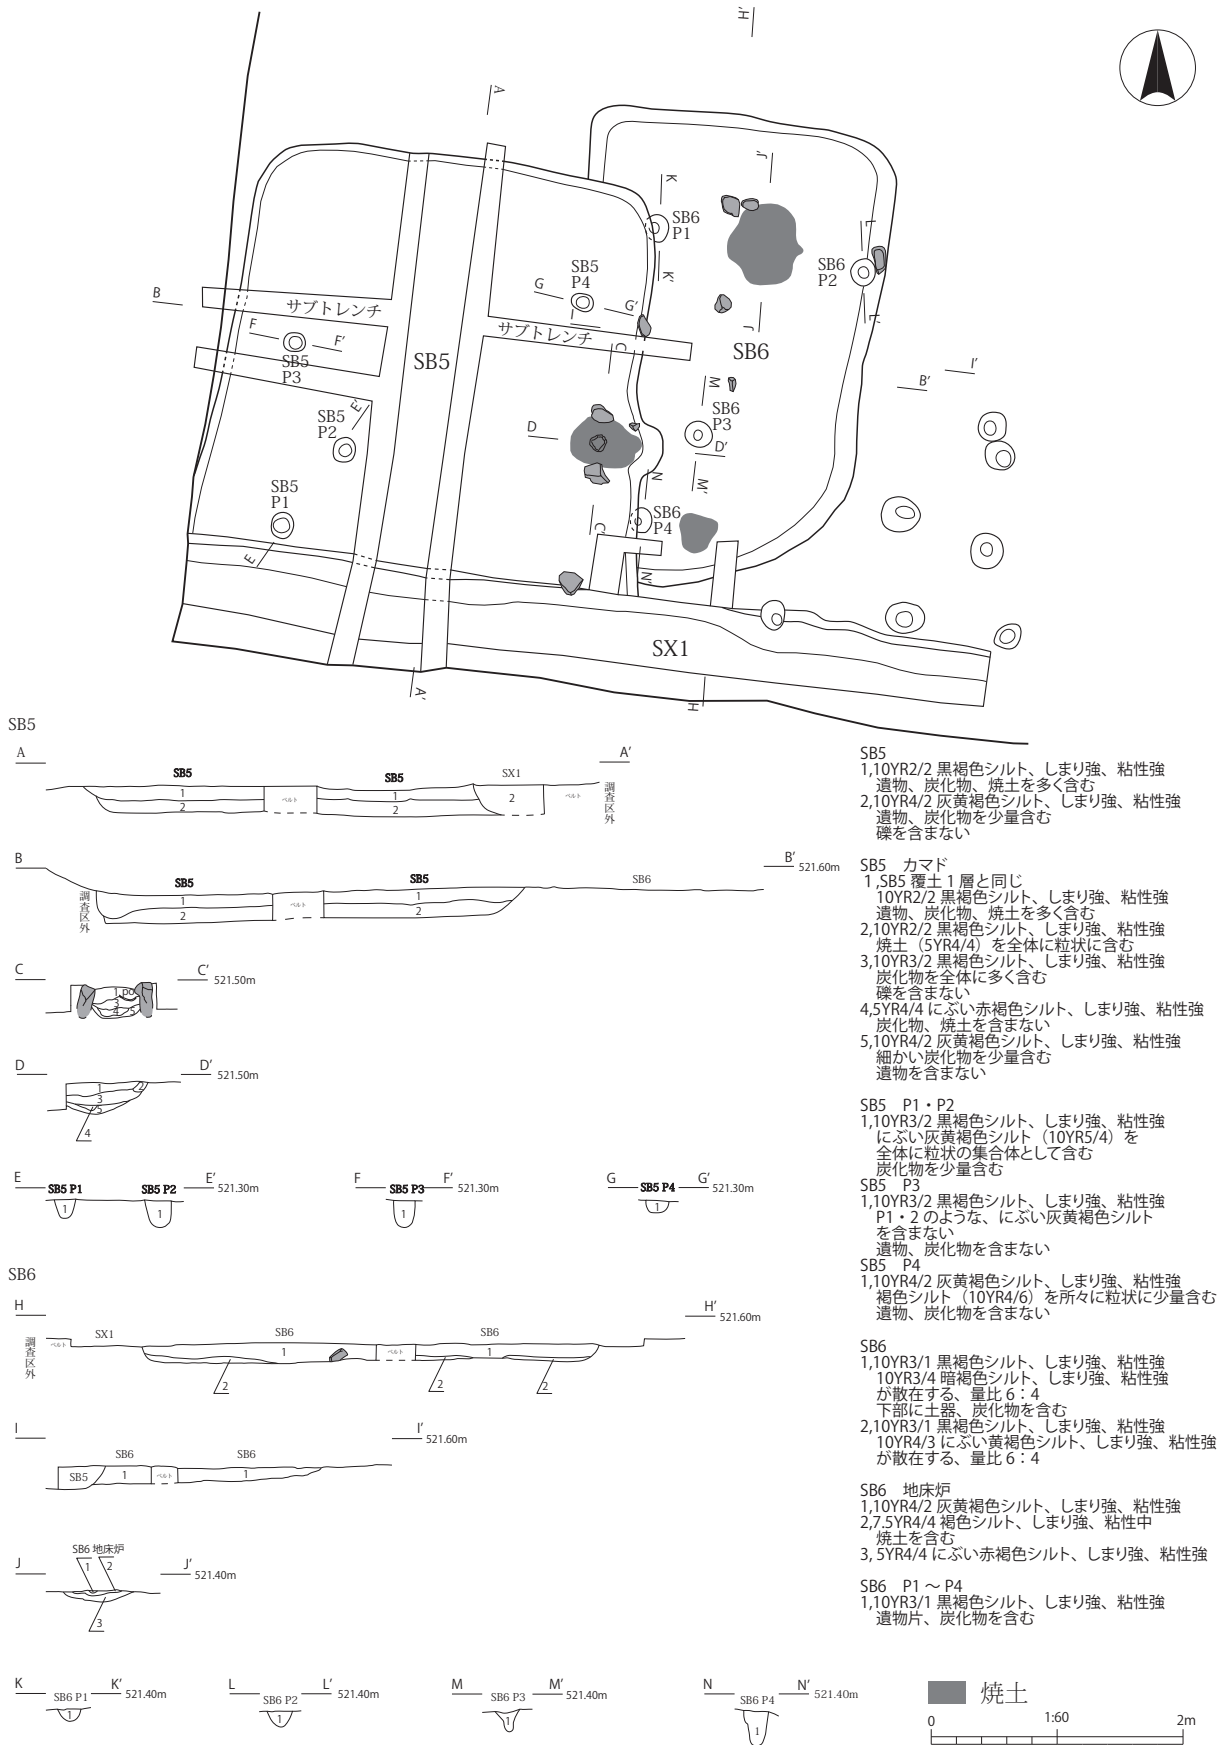 H'
A
J'
K
SB6
P1
K'
L
SB6
P2
L'
SB5
P4
G
G'
I
B
サブトレンチ
F
F'
SB5
P3
サブトレンチ
SB5
C
J
SB6
I'
B'
M
SB6
P3
D'
M'
E'
SB5
P2
D
SB5
P1
E
N
SB6
P4
C'
N'
SX1
A'
H
SB5
A
A'
SB5
SB5
SX1
1
2
ベルト
1
2
2
ベルト
調査区外
B
B'
521.60m
SB5
SB5
SB6
調査区外
1
2
ベルト
1
2
C
C'
521.50m
1
po
3
4
5
D
D'
521.50m
1
2
3
5
4
E
SB5 P1
SB5 P2
E'
521.30m
1
1
F
SB5 P3
F'
521.30m
1
G
SB5 P4
G'
521.30m
1
SB6
H
H'
521.60m
調査区外
ベルト
SX1
SB6
SB6
1
ベルト
1
2
2
2
I
I'
521.60m
SB6
SB6
SB5
1
ベルト
1
J
SB6 地床炉
J'
521.40m
1
2
3
K
SB6 P1
K'
521.40m
1
L
SB6 P2
L'
521.40m
1
M
SB6 P3
M'
521.40m
1
N
SB6 P4
N'
521.40m
1
SB5
1,10YR2/2 黒褐色シルト、しまり強、粘性強
遺物、炭化物、焼土を多く含む
2,10YR4/2 灰黄褐色シルト、しまり強、粘性強
遺物、炭化物を少量含む
礫を含まない
SB5 カマド
1,SB5 覆土 1 層と同じ
10YR2/2 黒褐色シルト、しまり強、粘性強
遺物、炭化物、焼土を多く含む
2,10YR2/2 黒褐色シルト、しまり強、粘性強
焼土（5YR4/4）を全体に粒状に含む
3,10YR3/2 黒褐色シルト、しまり強、粘性強
炭化物を全体に多く含む
礫を含まない
4,5YR4/4 にぶい赤褐色シルト、しまり強、粘性強
炭化物、焼土を含まない
5,10YR4/2 灰黄褐色シルト、しまり強、粘性強
細かい炭化物を少量含む
遺物を含まない
SB5 P1・P2
1,10YR3/2 黒褐色シルト、しまり強、粘性強
にぶい灰黄褐色シルト（10YR5/4）を
全体に粒状の集合体として含む
炭化物を少量含む
SB5 P3
1,10YR3/2 黒褐色シルト、しまり強、粘性強
P1・2 のような、にぶい灰黄褐色シルト
を含まない
遺物、炭化物を含まない
SB5 P4
1,10YR4/2 灰黄褐色シルト、しまり強、粘性強
褐色シルト（10YR4/6）を所々に粒状に少量含む
遺物、炭化物を含まない
SB6
1,10YR3/1 黒褐色シルト、しまり強、粘性強
10YR3/4 暗褐色シルト、しまり強、粘性強
が散在する、量比 6：4
下部に土器、炭化物を含む
2,10YR3/1 黒褐色シルト、しまり強、粘性強
10YR4/3 にぶい黄褐色シルト、しまり強、粘性強
が散在する、量比 6：4
SB6 地床炉
1,10YR4/2 灰黄褐色シルト、しまり強、粘性強
2,7.5YR4/4 褐色シルト、しまり強、粘性中
焼土を含む
3, 5YR4/4 にぶい赤褐色シルト、しまり強、粘性強
SB6 P1 ～ P4
1,10YR3/1 黒褐色シルト、しまり強、粘性強
遺物片、炭化物を含む
焼土
0
1:60
2m